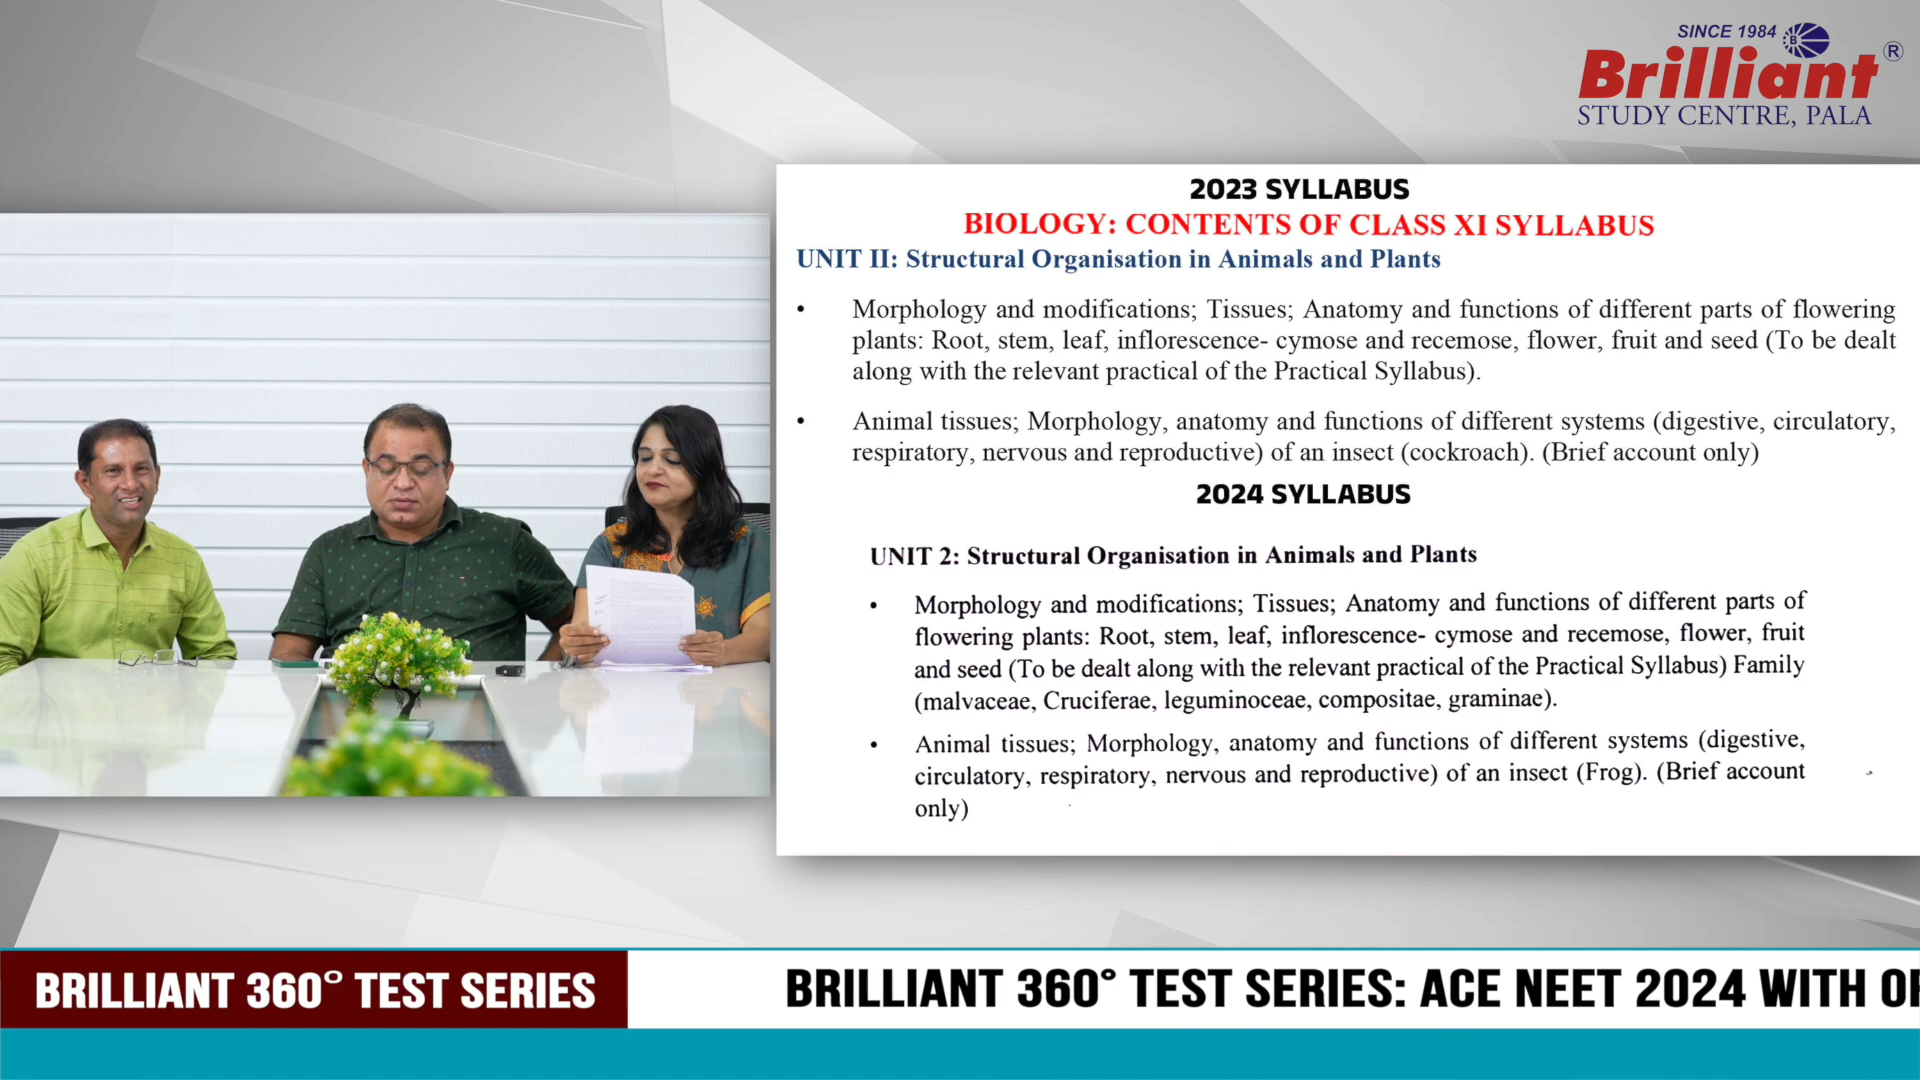 SINCE 1984
B
Brilliant®
STUDY CENTRE, PALA
2023 SYLLABUS
BIOLOGY: CONTENTS OF CLASS XI SYLLABUS
UNIT II: Structural Organisation in Animals and Plants
• Morphology and modifications; Tissues; Anatomy and functions of different parts of flowering
plants: Root, stem, leaf, inflorescence- cymose and recemose, flower, fruit and seed (To be dealt
along with the relevant practical of the Practical Syllabus).
• Animal tissues; Morphology, anatomy and functions of different systems (digestive, circulatory,
respiratory, nervous and reproductive) of an insect (cockroach). (Brief account only)
2024 SYLLABUS
UNIT 2: Structural Organisation in Animals and Plants
• Morphology and modifications; Tissues; Anatomy and functions of different parts of
flowering plants: Root, stem, leaf, inflorescence- cymose and recemose, flower, fruit
and seed (To be dealt along with the relevant practical of the Practical Syllabus) Family
(malvaceae, Cruciferae, leguminoceae, compositae, graminae).
• Animal tissues; Morphology, anatomy and functions of different systems (digestive,
circulatory, respiratory, nervous and reproductive) of an insect (Frog). (Brief account
only)
BRILLIANT 360° TEST SERIES
BRILLIANT 360° TEST SERIES: ACE NEET 2024 WITH